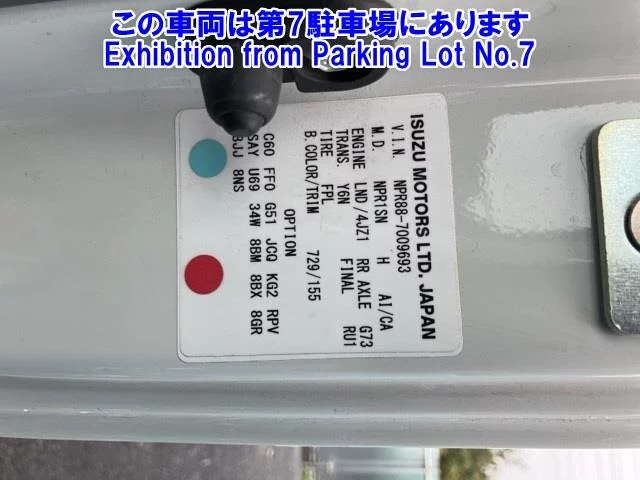 この車両は第7駐車場にあります
Exhibition from Parking Lot No.7
ISUZU MOTORS LTD. JAPAN
V.I.N. NPR88-7009693
M.D. NPR1SN H AI/CA
ENGINE LND/4JZ1 RR AXLE G73
TRANS. Y6N FINAL RU1
TIRE FPL
B.COLOR/TRIM 729/155
OPTION
C60 FF0 G51 JCQ KG2 RPV
SAY U69 34W 8BM 8BX 8GR
8JJ 8NS